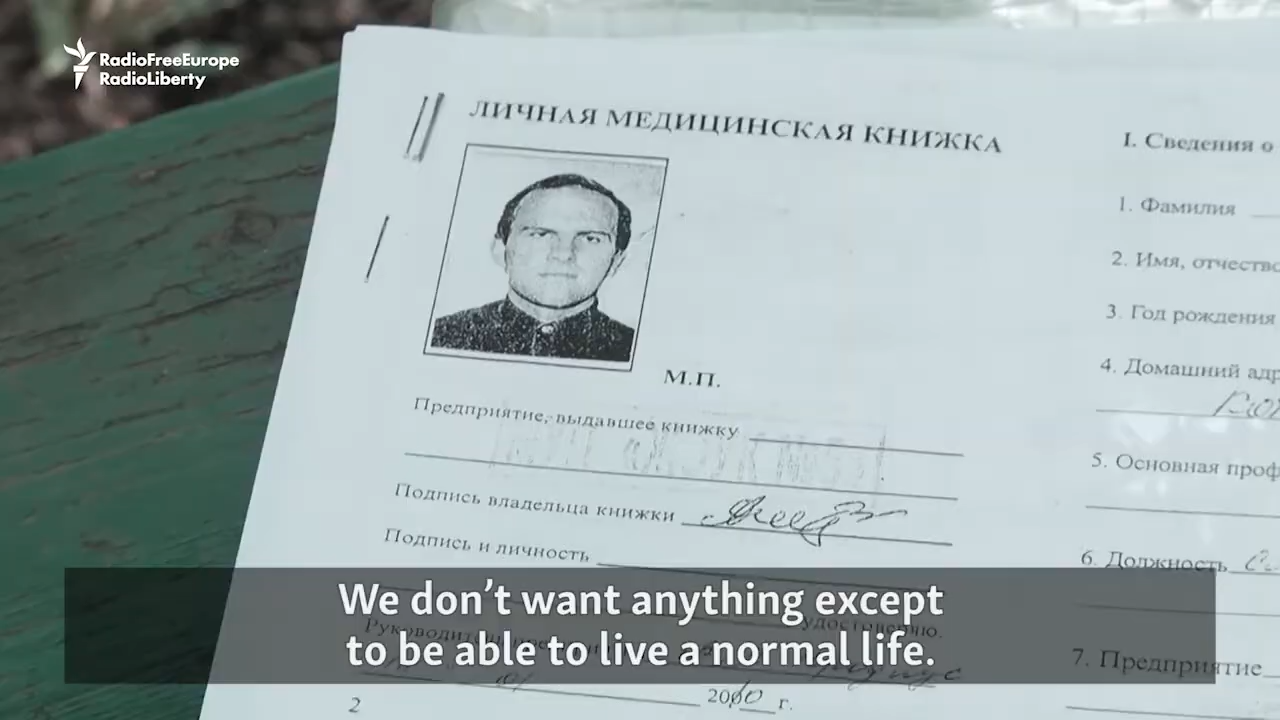 RadioFreeEurope
RadioLiberty
ЛИЧНАЯ МЕДИЦИНСКАЯ КНИЖКА
М.П.
Предприятие, выдавшее книжку
Подпись владельца книжки
Подпись и личность
удостоверяю.
2000 г.
2
I. Сведения о
1. Фамилия
2. Имя, отчество
3. Год рождения
4. Домашний адр
5. Основная проф
6. Должность
7. Предприятие
We don't want anything except
to be able to live a normal life.